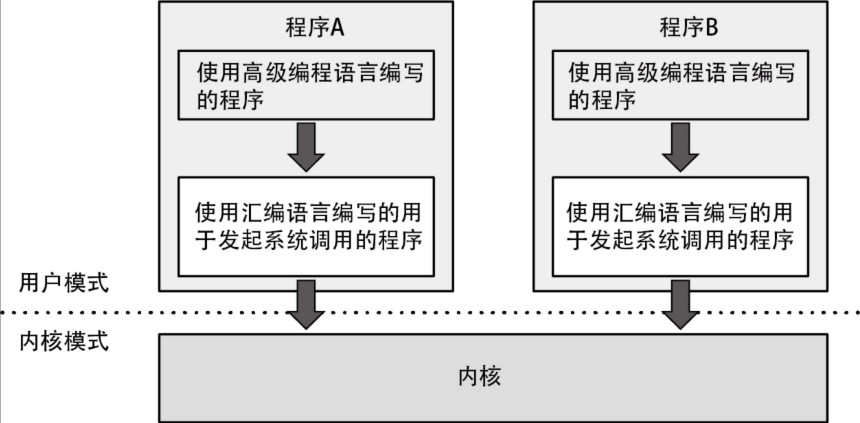 程序A
使用高级编程语言编写
的程序
使用汇编语言编写的用
于发起系统调用的程序
程序B
使用高级编程语言编写
的程序
使用汇编语言编写的用
于发起系统调用的程序
用户模式
内核模式
内核